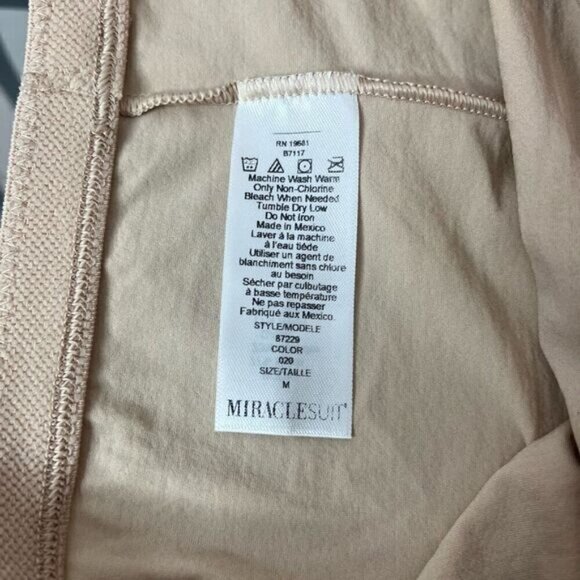 RN 19681
B7117
Machine Wash Warm
Only Non-Chlorine
Bleach When Needed
Tumble Dry Low
Do Not Iron
Made in Mexico
Laver à la machine
à l'eau tiède
Utiliser un agent de
blanchiment sans chlore
au besoin
Sécher par culbutage
à basse température
Ne pas repasser
Fabriqué aux Mexico
STYLE/MODELE
87229
COLOR
020
SIZE/TAILLE
M
MIRACLESUIT®